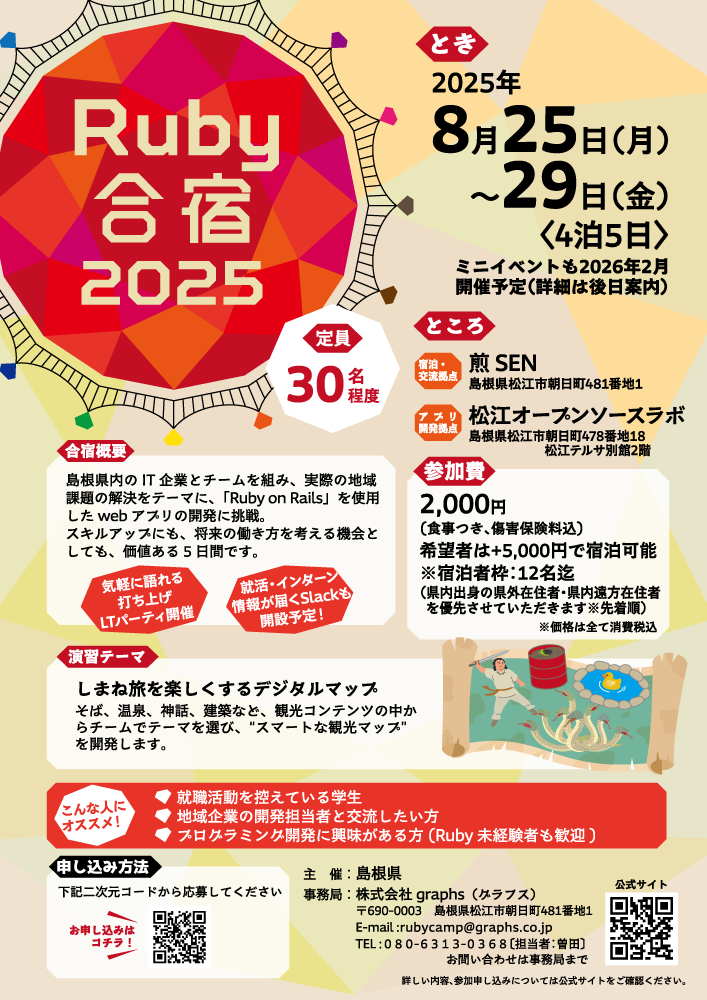 Ruby
合宿
2025
とき
2025年
8月25日(月)
〜29日(金)
〈4泊5日〉
ミニイベントも2026年2月
開催予定(詳細は後日案内)
定員
30名
程度
ところ
宿泊・
交流拠点
煎 SEN
島根県松江市朝日町481番地1
アプリ
開発拠点
松江オープンソースラボ
島根県松江市朝日町478番地18
松江テルサ別館2階
合宿概要
島根県内の IT 企業とチームを組み、実際の地域
課題の解決をテーマに、「Ruby on Rails」を使用
した web アプリの開発に挑戦。
スキルアップにも、将来の働き方を考える機会と
しても、価値ある 5 日間です。
気軽に語れる
打ち上げ
LTパーティ開催
就活・インターン
情報が届くSlackも
開設予定!
参加費
2,000円
(食事つき、傷害保険料込)
希望者は+5,000円で宿泊可能
※宿泊者枠:12名迄
(県内出身の県外在住者・県内遠方在住者
を優先させていただきます※先着順)
※価格は全て消費税込
演習テーマ
しまね旅を楽しくするデジタルマップ
そば、温泉、神話、建築など、観光コンテンツの中か
らチームでテーマを選び、“スマートな観光マップ”
を開発します。
こんな人に
オススメ!
就職活動を控えている学生
地域企業の開発担当者と交流したい方
プログラミング開発に興味がある方 (Ruby 未経験者も歓迎 )
申し込み方法
下記二次元コードから応募してください
お申し込みは
コチラ!
主 催:島根県
事務局:株式会社 graphs(グラフス)
〒690-0003 島根県松江市朝日町481番地1
E-mail:rubycamp@graphs.co.jp
TEL:080-6313-0368〔担当者:曽田〕
お問い合わせは事務局まで
公式サイト
詳しい内容、参加申し込みについては公式サイトをご確認ください。